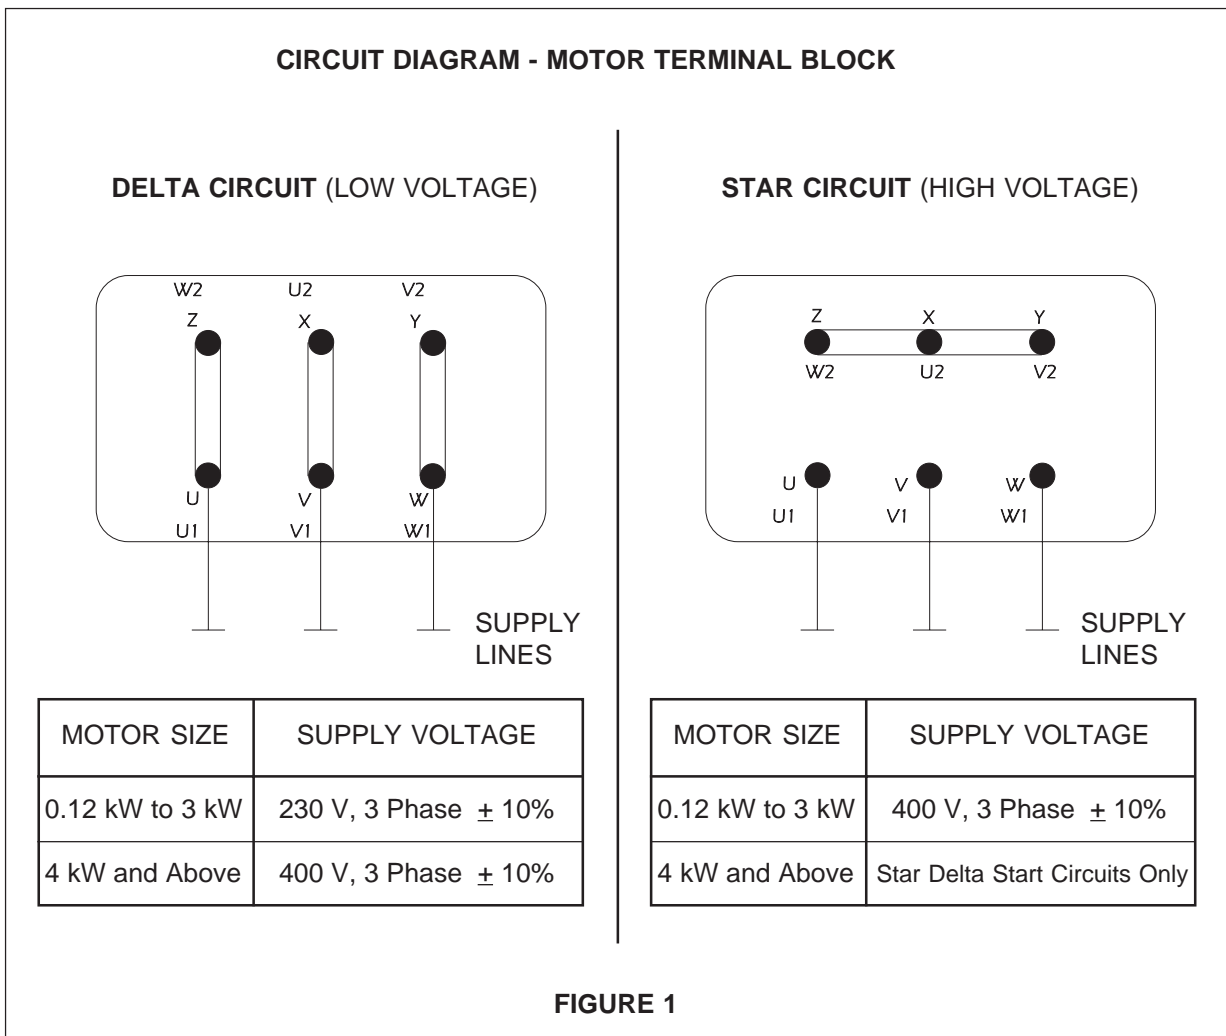 CIRCUIT DIAGRAM - MOTOR TERMINAL BLOCK
DELTA CIRCUIT (LOW VOLTAGE)
W2 U2 V2
Z X Y
U V W
U1 V1 W1
SUPPLY
LINES
MOTOR SIZE SUPPLY VOLTAGE
0.12 kW to 3 kW 230 V, 3 Phase ± 10%
4 kW and Above 400 V, 3 Phase ± 10%
STAR CIRCUIT (HIGH VOLTAGE)
Z X Y
W2 U2 V2
U V W
U1 V1 W1
SUPPLY
LINES
MOTOR SIZE SUPPLY VOLTAGE
0.12 kW to 3 kW 400 V, 3 Phase ± 10%
4 kW and Above Star Delta Start Circuits Only
FIGURE 1